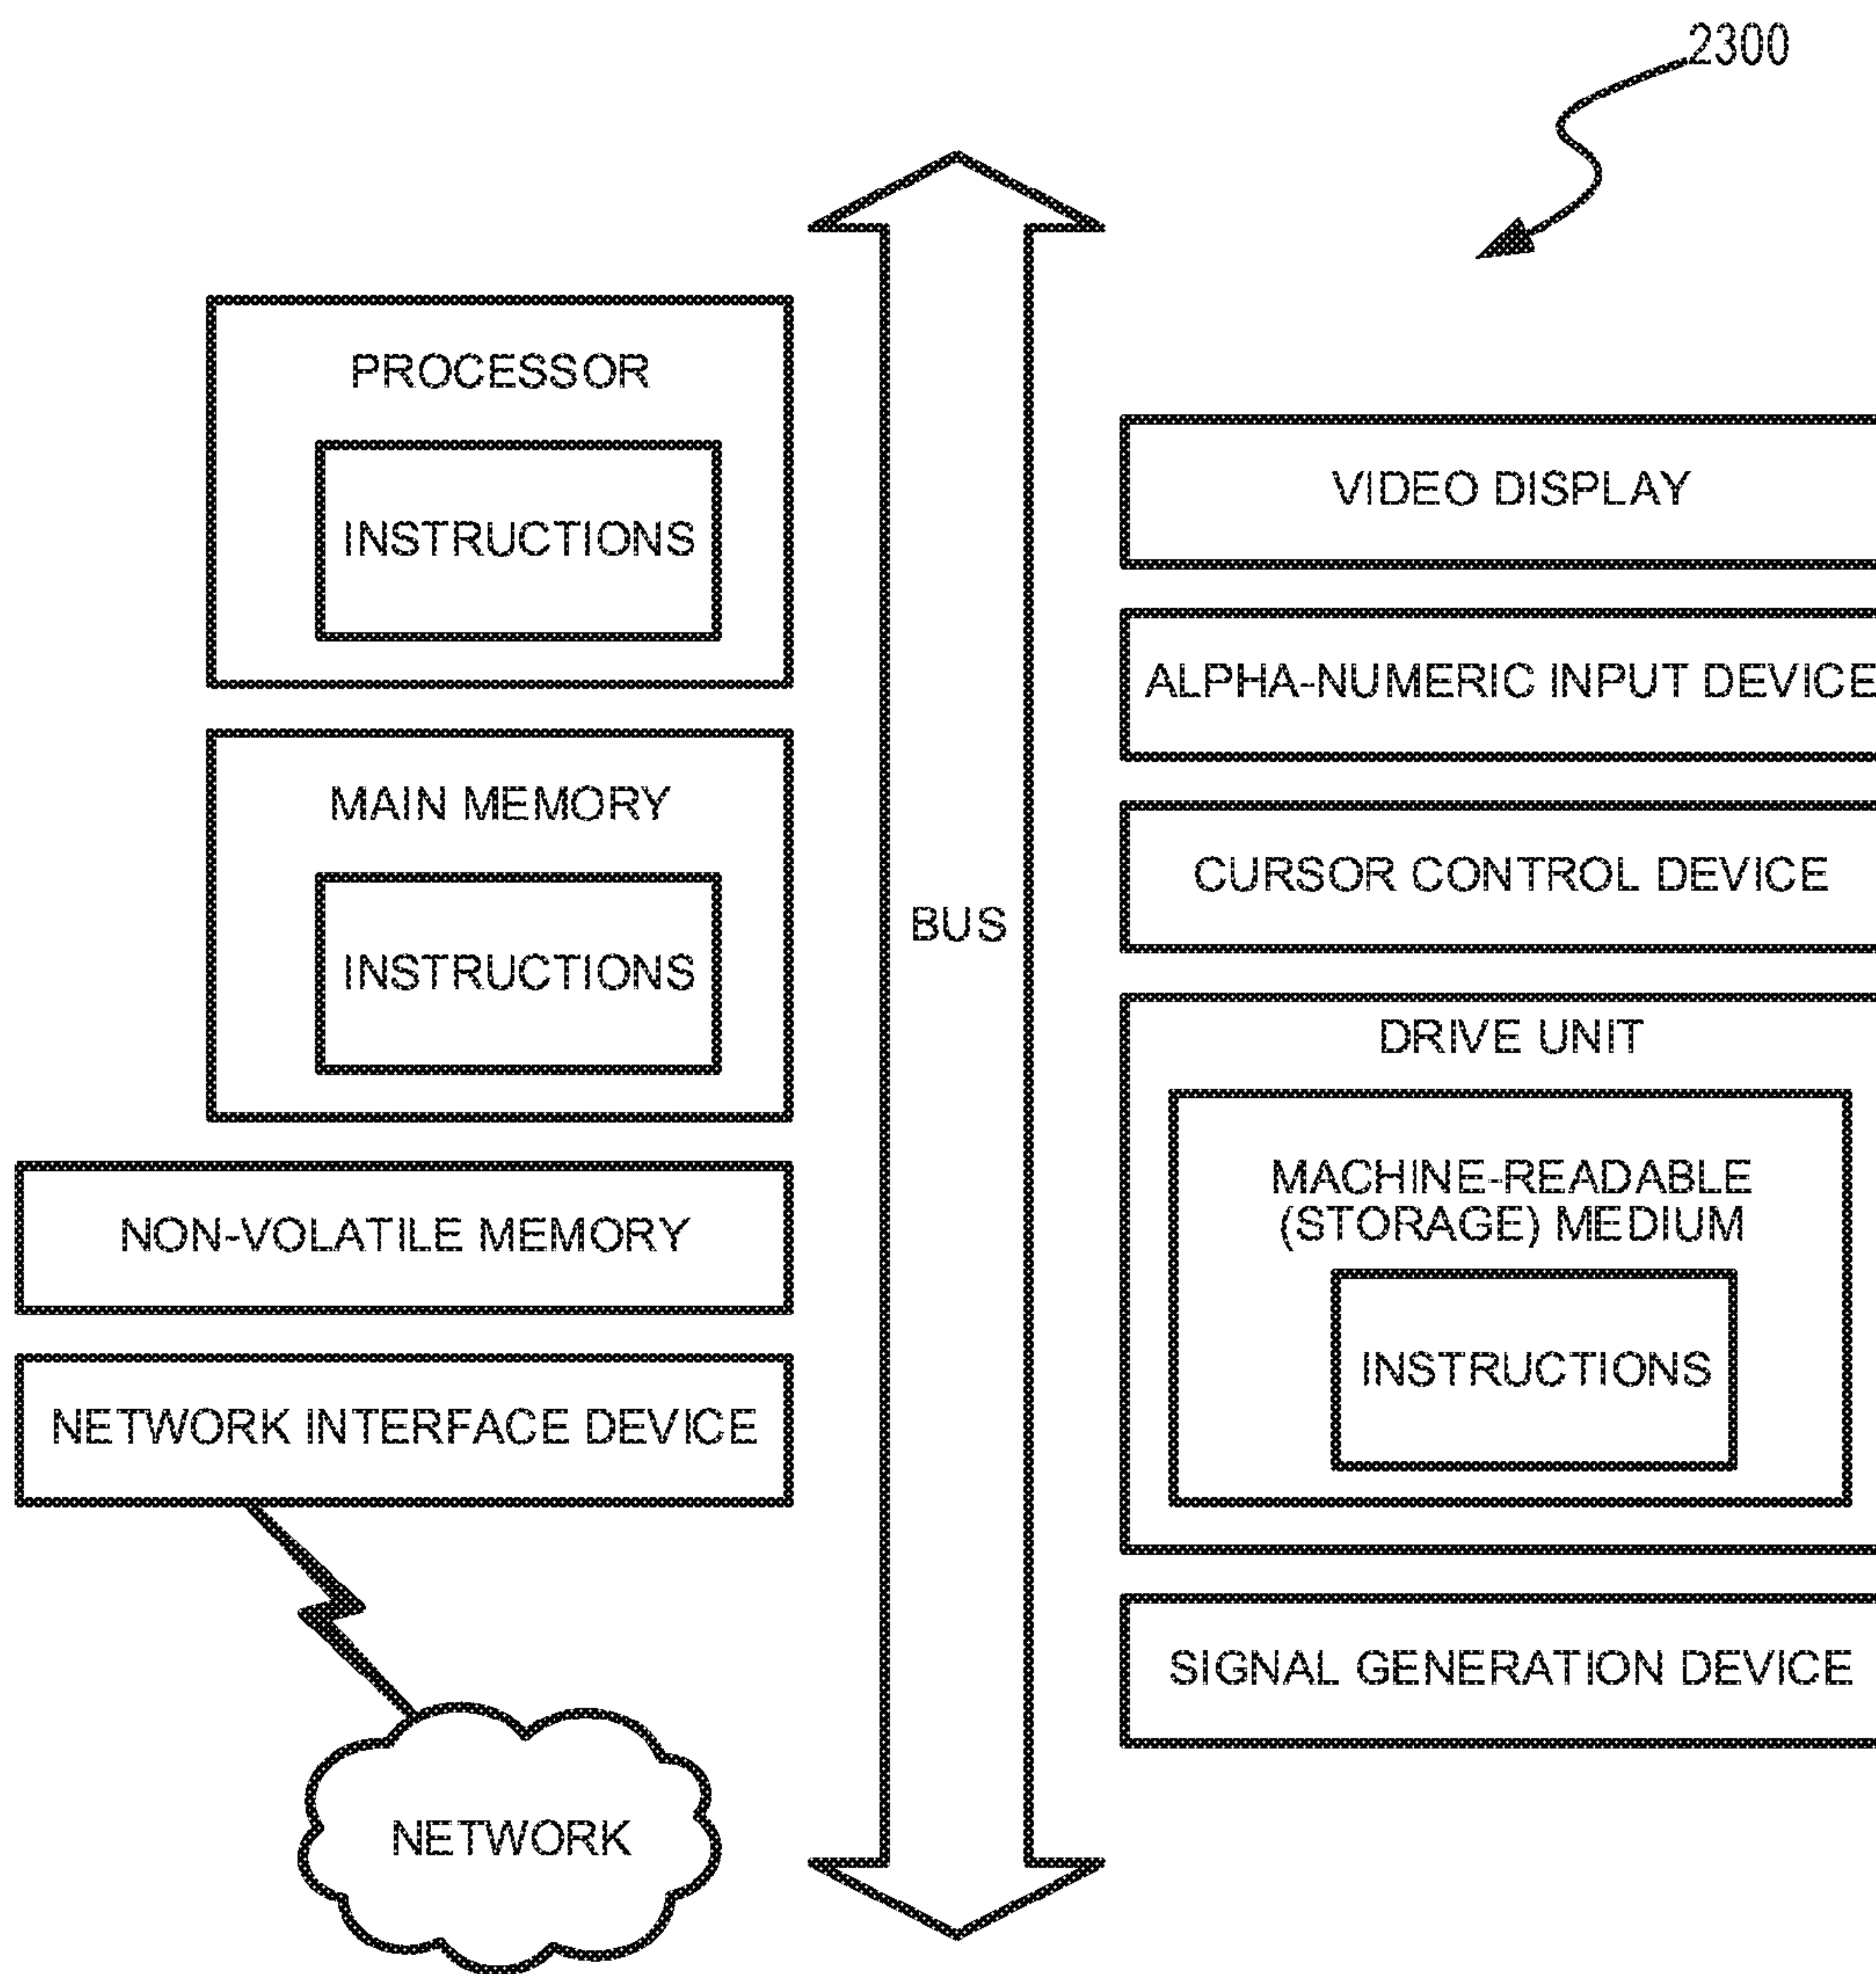 2300
PROCESSOR
INSTRUCTIONS
MAIN MEMORY
INSTRUCTIONS
NON-VOLATILE MEMORY
NETWORK INTERFACE DEVICE
NETWORK
BUS
VIDEO DISPLAY
ALPHA-NUMERIC INPUT DEVICE
CURSOR CONTROL DEVICE
DRIVE UNIT
MACHINE-READABLE
(STORAGE) MEDIUM
INSTRUCTIONS
SIGNAL GENERATION DEVICE